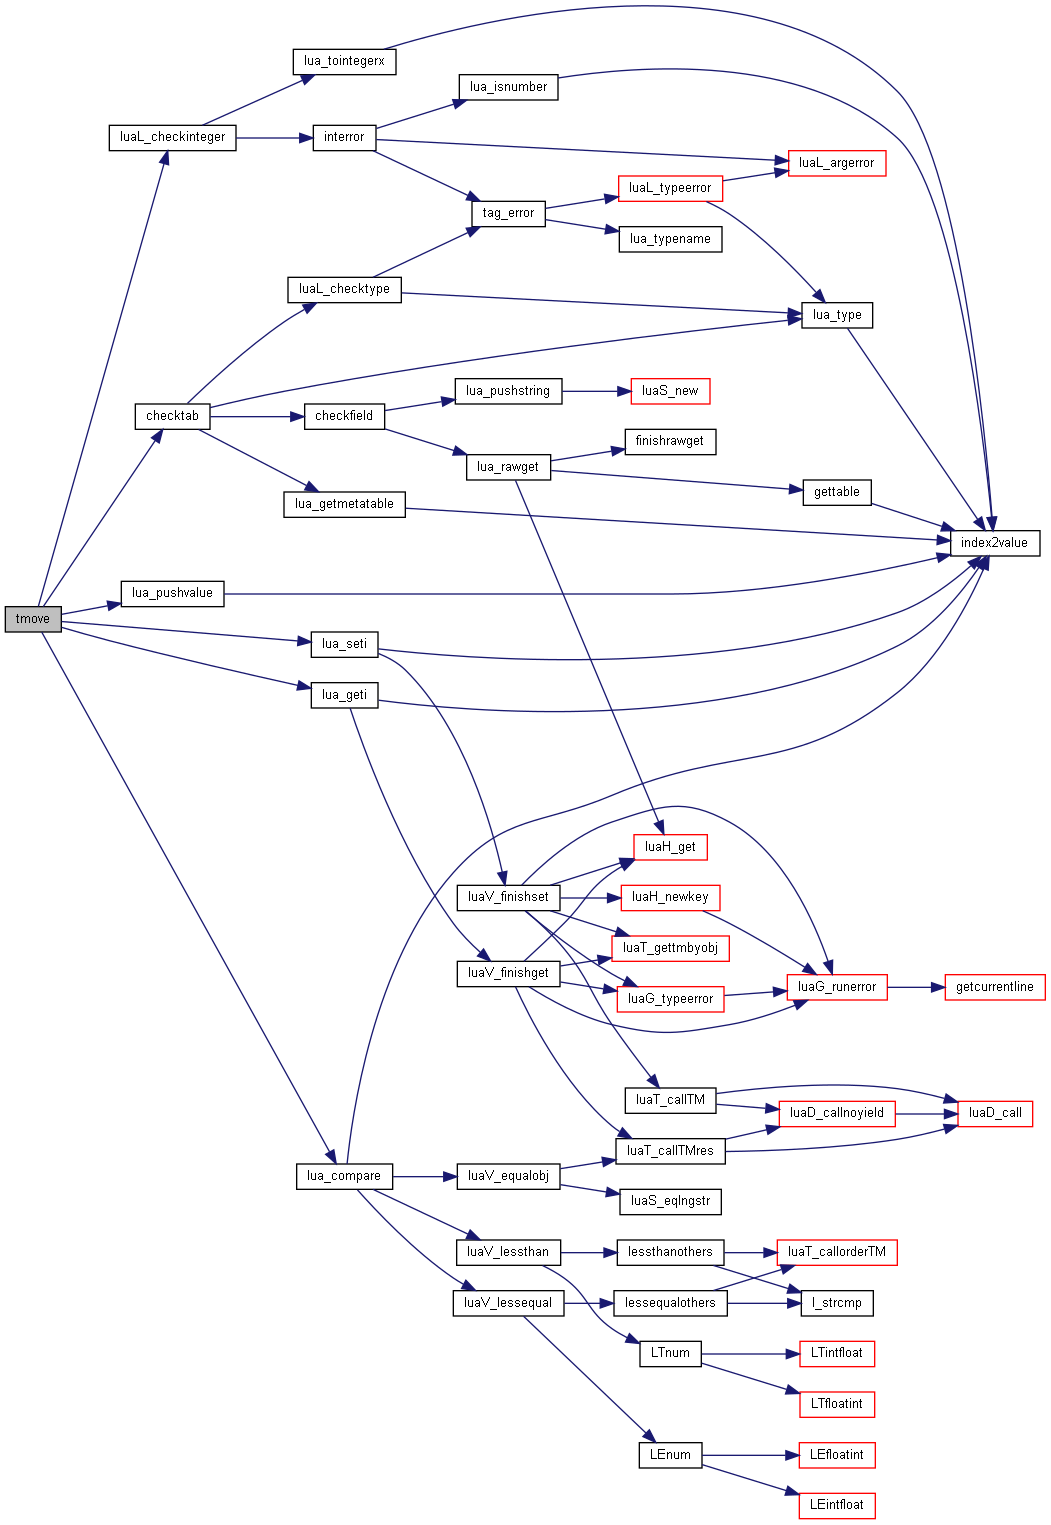 lua_tointegerx
lua_isnumber
luaL_checkinteger
interror
luaL_argerror
luaL_typeerror
tag_error
lua_typename
luaL_checktype
lua_type
lua_pushstring
luaS_new
checktab
checkfield
finishrawget
lua_rawget
gettable
lua_getmetatable
index2value
lua_pushvalue
tmove
lua_seti
lua_geti
luaH_get
luaV_finishset
luaH_newkey
luaT_gettmbyobj
luaV_finishget
luaG_typeerror
luaG_runerror
getcurrentline
luaT_callTM
luaD_callnoyield
luaD_call
luaT_callTMres
lua_compare
luaV_equalobj
luaS_eqlngstr
luaV_lessthan
lessthanothers
luaT_callorderTM
luaV_lessequal
lessequalothers
l_strcmp
LTnum
LTintfloat
LTfloatint
LEnum
LEfloatint
LEintfloat